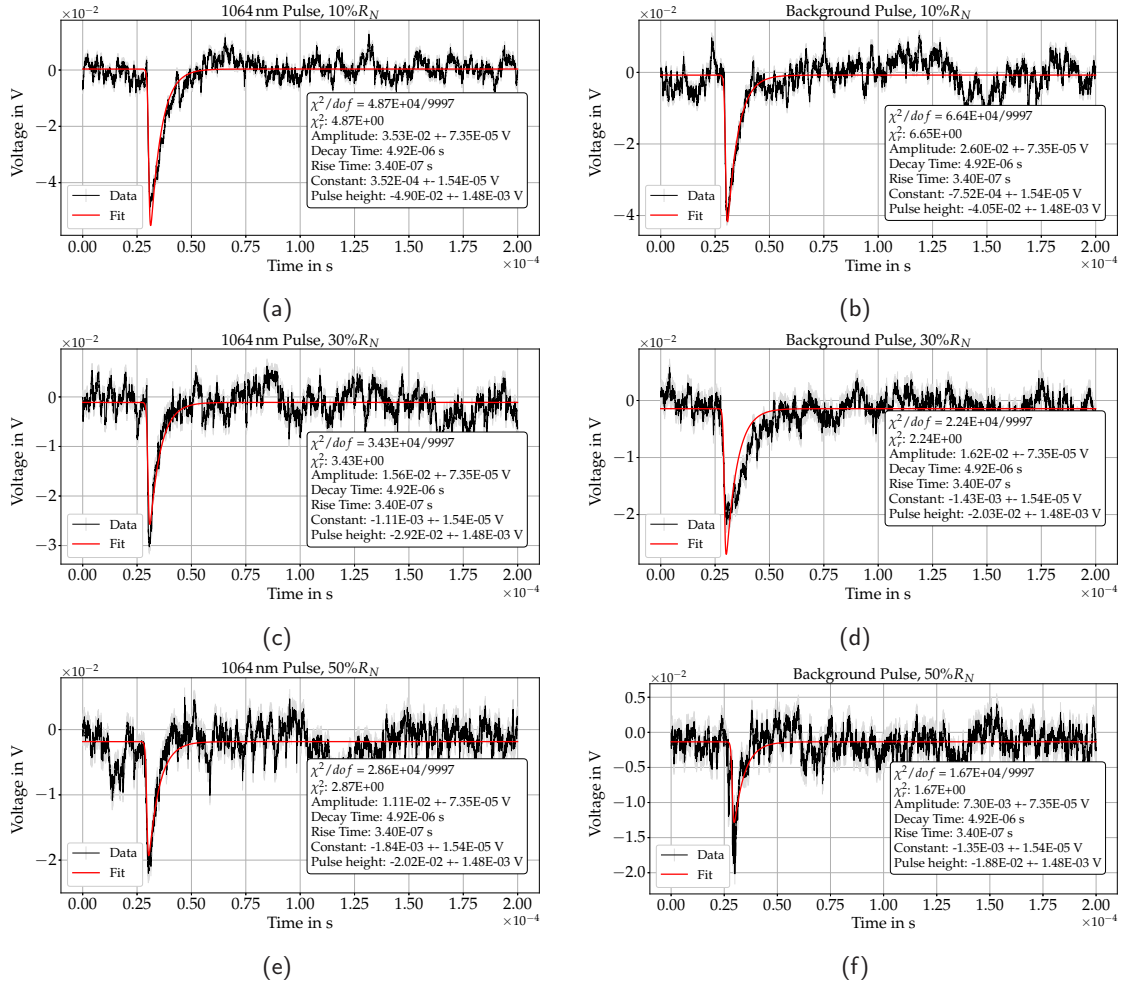 1064 nm Pulse, 10%R_N
×10⁻²
Voltage in V
0
−2
−4
χ²/dof = 4.87E+04/9997
χ²_r: 4.87E+00
Amplitude: 3.53E-02 +- 7.35E-05 V
Decay Time: 4.92E-06 s
Rise Time: 3.40E-07 s
Constant: 3.52E-04 +- 1.54E-05 V
Pulse height: -4.90E-02 +- 1.48E-03 V
Data
Fit
0.00 0.25 0.50 0.75 1.00 1.25 1.50 1.75 2.00
×10⁻⁴
Time in s
(a)
Background Pulse, 10%R_N
×10⁻²
Voltage in V
0
−2
−4
χ²/dof = 6.64E+04/9997
χ²_r: 6.65E+00
Amplitude: 2.60E-02 +- 7.35E-05 V
Decay Time: 4.92E-06 s
Rise Time: 3.40E-07 s
Constant: -7.52E-04 +- 1.54E-05 V
Pulse height: -4.05E-02 +- 1.48E-03 V
Data
Fit
0.00 0.25 0.50 0.75 1.00 1.25 1.50 1.75 2.00
×10⁻⁴
Time in s
(b)
1064 nm Pulse, 30%R_N
×10⁻²
Voltage in V
0
−1
−2
−3
χ²/dof = 3.43E+04/9997
χ²_r: 3.43E+00
Amplitude: 1.56E-02 +- 7.35E-05 V
Decay Time: 4.92E-06 s
Rise Time: 3.40E-07 s
Constant: -1.11E-03 +- 1.54E-05 V
Pulse height: -2.92E-02 +- 1.48E-03 V
Data
Fit
0.00 0.25 0.50 0.75 1.00 1.25 1.50 1.75 2.00
×10⁻⁴
Time in s
(c)
Background Pulse, 30%R_N
×10⁻²
Voltage in V
0
−1
−2
χ²/dof = 2.24E+04/9997
χ²_r: 2.24E+00
Amplitude: 1.62E-02 +- 7.35E-05 V
Decay Time: 4.92E-06 s
Rise Time: 3.40E-07 s
Constant: -1.43E-03 +- 1.54E-05 V
Pulse height: -2.03E-02 +- 1.48E-03 V
Data
Fit
0.00 0.25 0.50 0.75 1.00 1.25 1.50 1.75 2.00
×10⁻⁴
Time in s
(d)
1064 nm Pulse, 50%R_N
×10⁻²
Voltage in V
0
−1
−2
χ²/dof = 2.86E+04/9997
χ²_r: 2.87E+00
Amplitude: 1.11E-02 +- 7.35E-05 V
Decay Time: 4.92E-06 s
Rise Time: 3.40E-07 s
Constant: -1.84E-03 +- 1.54E-05 V
Pulse height: -2.02E-02 +- 1.48E-03 V
Data
Fit
0.00 0.25 0.50 0.75 1.00 1.25 1.50 1.75 2.00
×10⁻⁴
Time in s
(e)
Background Pulse, 50%R_N
×10⁻²
Voltage in V
0.5
0.0
−0.5
−1.0
−1.5
−2.0
χ²/dof = 1.67E+04/9997
χ²_r: 1.67E+00
Amplitude: 7.30E-03 +- 7.35E-05 V
Decay Time: 4.92E-06 s
Rise Time: 3.40E-07 s
Constant: -1.35E-03 +- 1.54E-05 V
Pulse height: -1.88E-02 +- 1.48E-03 V
Data
Fit
0.00 0.25 0.50 0.75 1.00 1.25 1.50 1.75 2.00
×10⁻⁴
Time in s
(f)